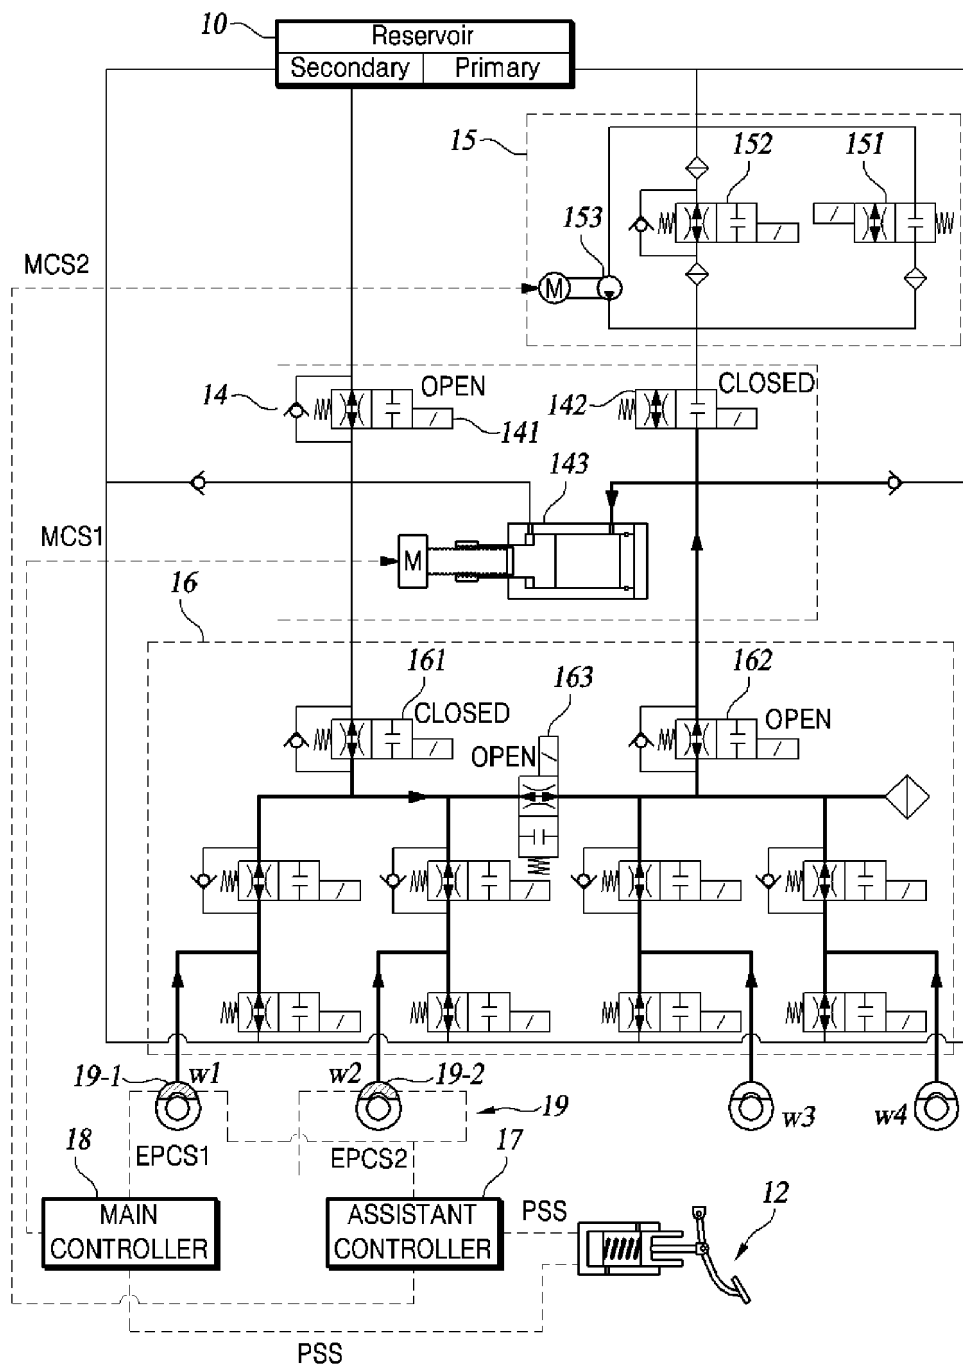 10
Reservoir
Secondary Primary
15
152
151
153
MCS2
M
14
OPEN
141
142
CLOSED
143
MCS1
M
16
161
CLOSED
163
OPEN
162
OPEN
19-1
w1
w2
19-2
19
w3
w4
EPCS1
EPCS2
18
17
MAIN
CONTROLLER
ASSISTANT
CONTROLLER
PSS
12
PSS